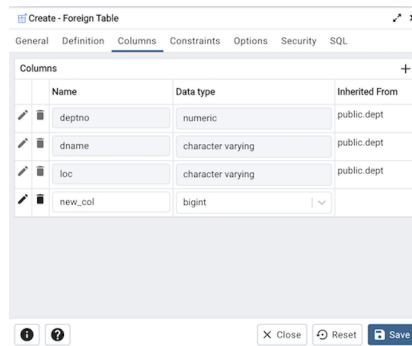 Create - Foreign Table
General Definition Columns Constraints Options Security SQL
Columns
Name Data type Inherited From
deptno numeric public.dept
dname character varying public.dept
loc character varying public.dept
new_col bigint
Close Reset Save